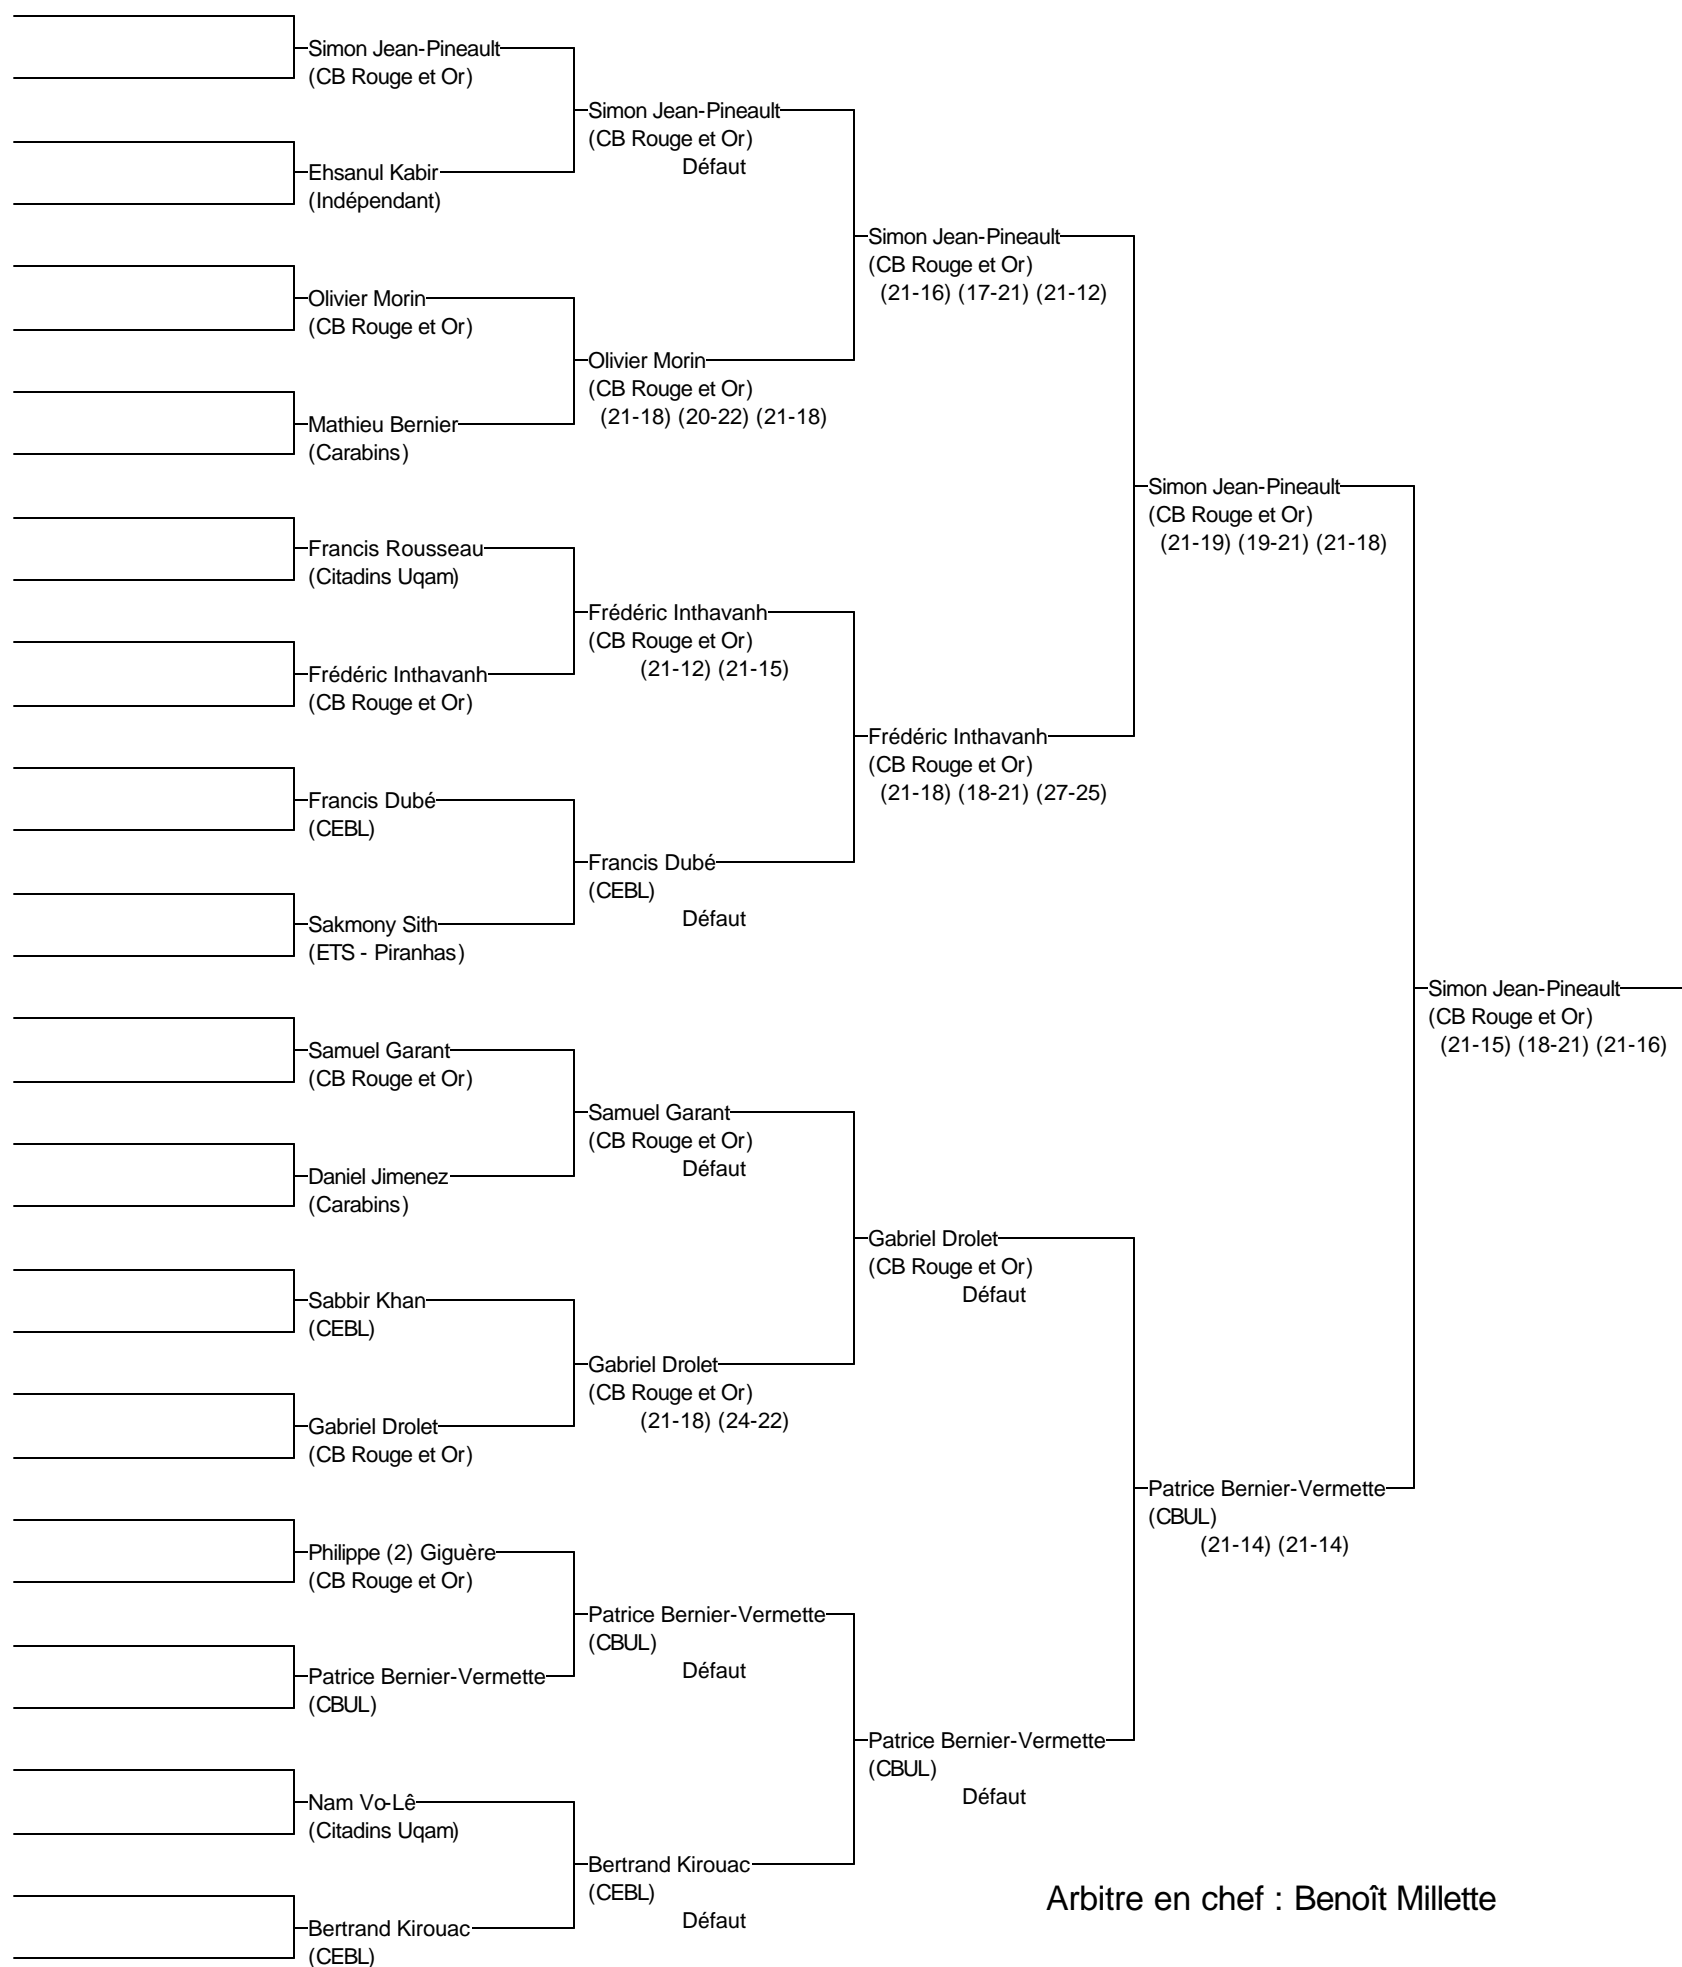 Simon Jean-Pineault
(CB Rouge et Or)
Ehsanul Kabir
(Indépendant)
Olivier Morin
(CB Rouge et Or)
Mathieu Bernier
(Carabins)
Francis Rousseau
(Citadins Uqam)
Frédéric Inthavanh
(CB Rouge et Or)
Francis Dubé
(CEBL)
Sakmony Sith
(ETS - Piranhas)
Samuel Garant
(CB Rouge et Or)
Daniel Jimenez
(Carabins)
Sabbir Khan
(CEBL)
Gabriel Drolet
(CB Rouge et Or)
Philippe (2) Giguère
(CB Rouge et Or)
Patrice Bernier-Vermette
(CBUL)
Nam Vo-Lê
(Citadins Uqam)
Bertrand Kirouac
(CEBL)
Simon Jean-Pineault
(CB Rouge et Or)
Défaut
Olivier Morin
(CB Rouge et Or)
(21-18) (20-22) (21-18)
Frédéric Inthavanh
(CB Rouge et Or)
(21-12) (21-15)
Francis Dubé
(CEBL)
Défaut
Samuel Garant
(CB Rouge et Or)
Défaut
Gabriel Drolet
(CB Rouge et Or)
(21-18) (24-22)
Patrice Bernier-Vermette
(CBUL)
Défaut
Bertrand Kirouac
(CEBL)
Défaut
Simon Jean-Pineault
(CB Rouge et Or)
(21-16) (17-21) (21-12)
Frédéric Inthavanh
(CB Rouge et Or)
(21-18) (18-21) (27-25)
Gabriel Drolet
(CB Rouge et Or)
Défaut
Patrice Bernier-Vermette
(CBUL)
Défaut
Simon Jean-Pineault
(CB Rouge et Or)
(21-19) (19-21) (21-18)
Patrice Bernier-Vermette
(CBUL)
(21-14) (21-14)
Simon Jean-Pineault
(CB Rouge et Or)
(21-15) (18-21) (21-16)
Arbitre en chef : Benoît Millette